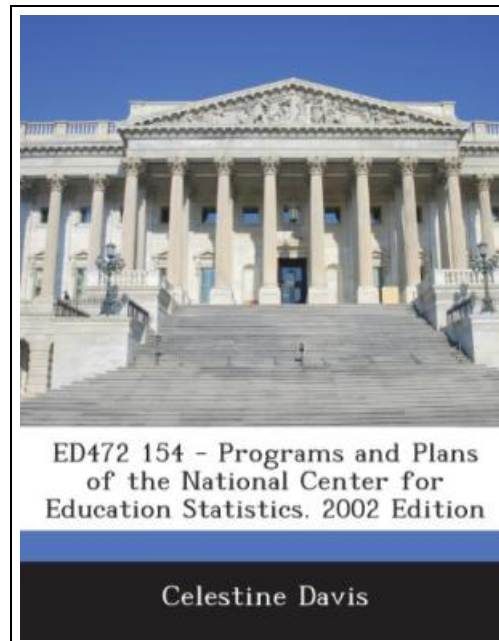 ED472 154 - Programs and Plans
of the National Center for
Education Statistics. 2002 Edition
Celestine Davis